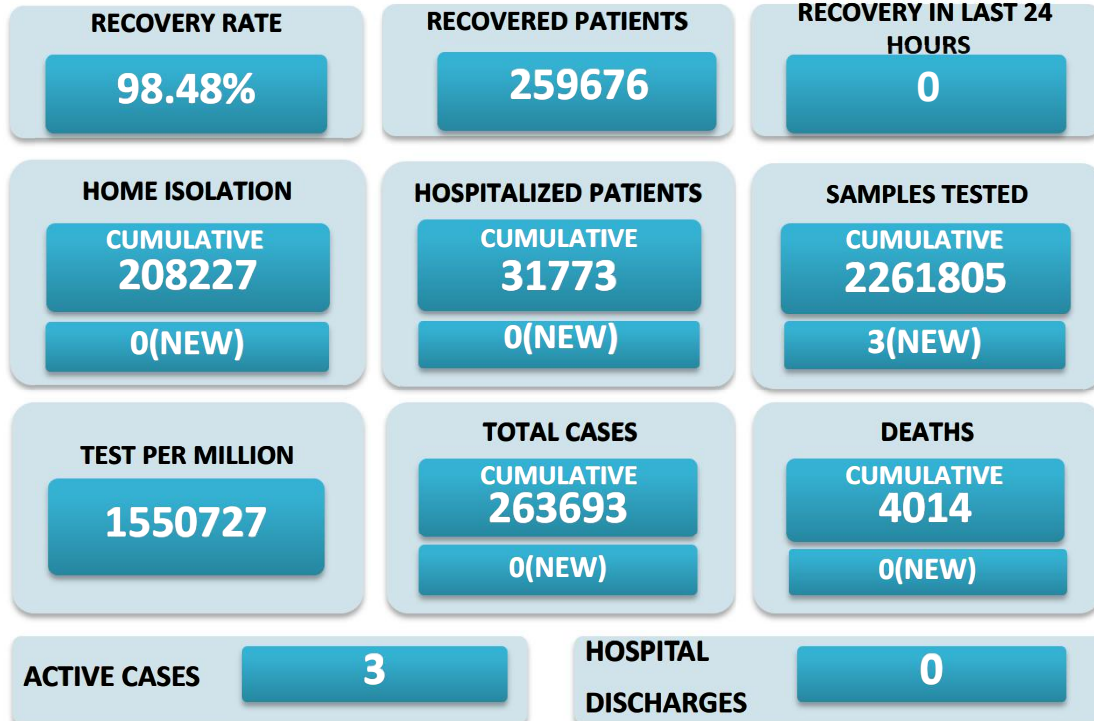 RECOVERY RATE
98.48%
RECOVERED PATIENTS
259676
RECOVERY IN LAST 24
HOURS
0
HOME ISOLATION
CUMULATIVE
208227
0(NEW)
HOSPITALIZED PATIENTS
CUMULATIVE
31773
0(NEW)
SAMPLES TESTED
CUMULATIVE
2261805
3(NEW)
TEST PER MILLION
1550727
TOTAL CASES
CUMULATIVE
263693
0(NEW)
DEATHS
CUMULATIVE
4014
0(NEW)
ACTIVE CASES
3
HOSPITAL
DISCHARGES
0